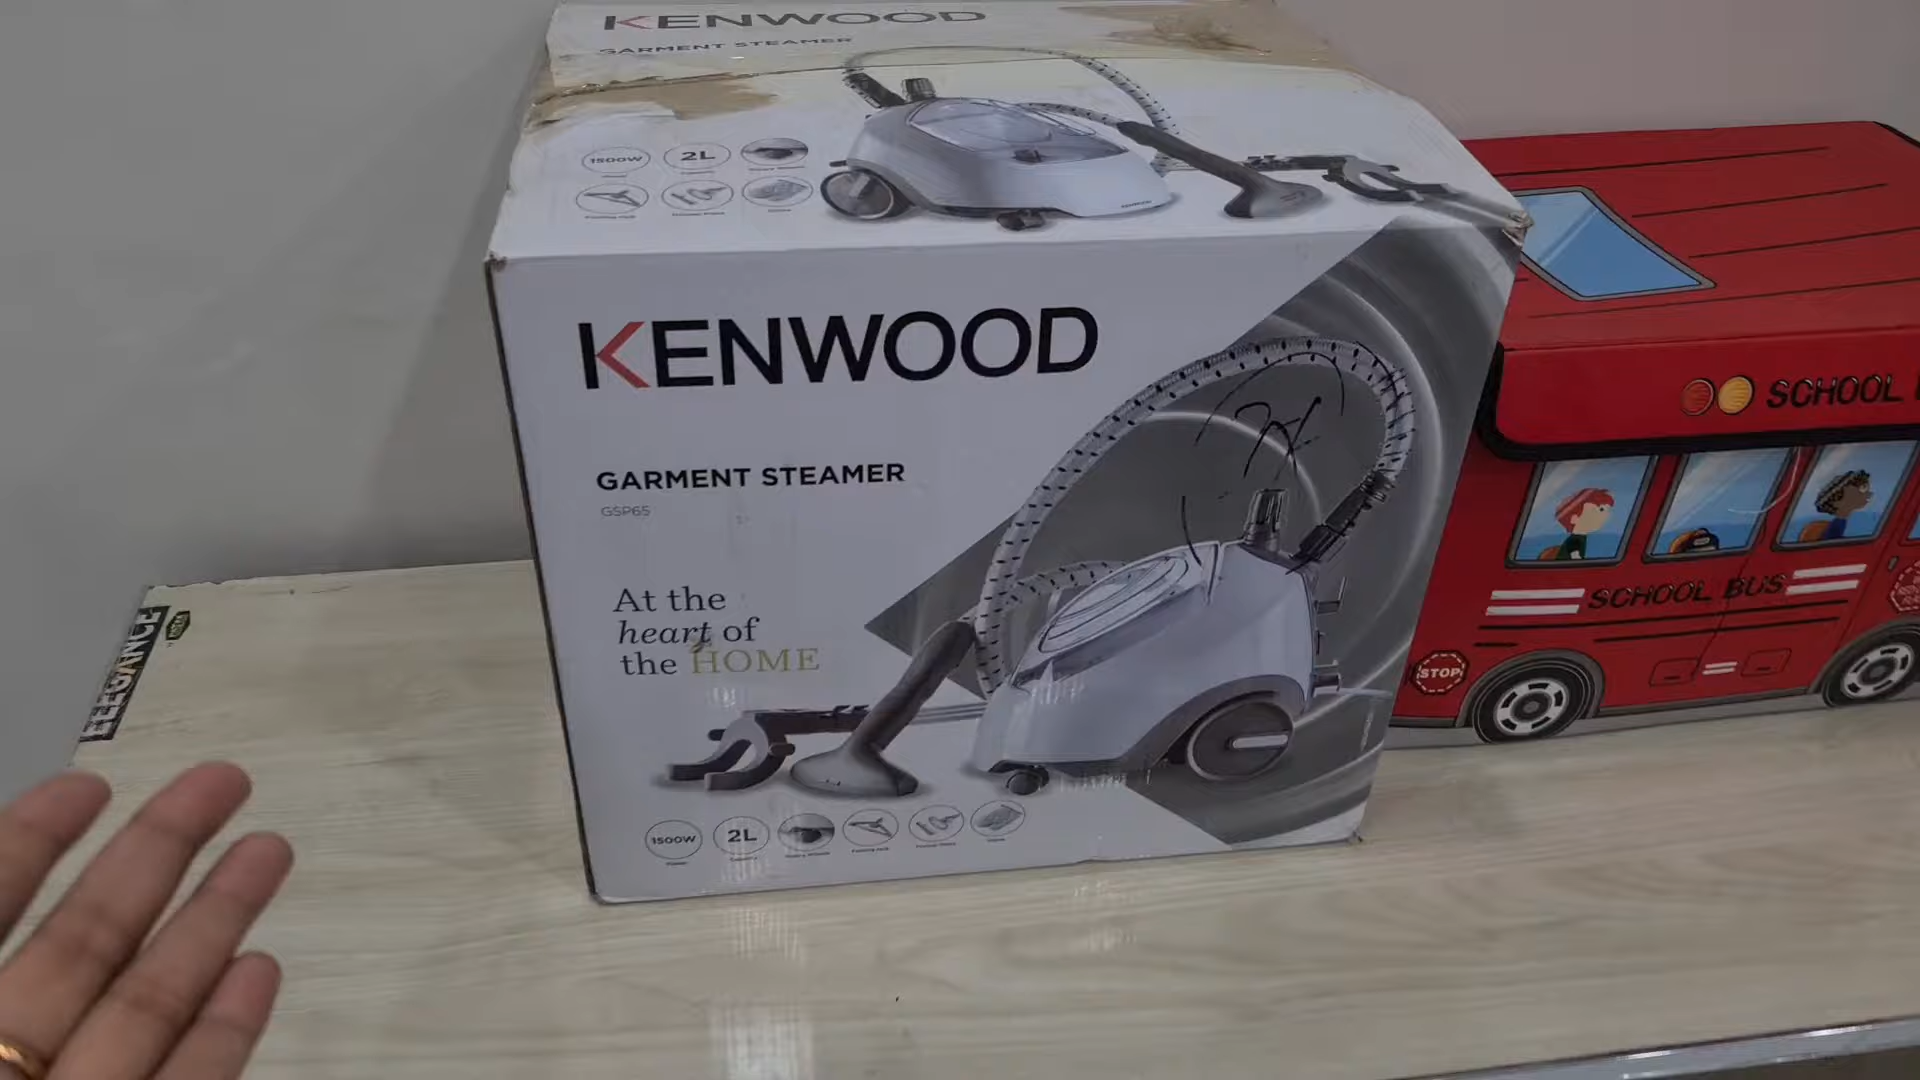 KENWOOD
GARMENT STEAMER
1500W
2L
KENWOOD
GARMENT STEAMER
GSP65
At the
heart of
the HOME
1500W
2L
ELEGANCE
SCHOOL
SCHOOL BUS
STOP